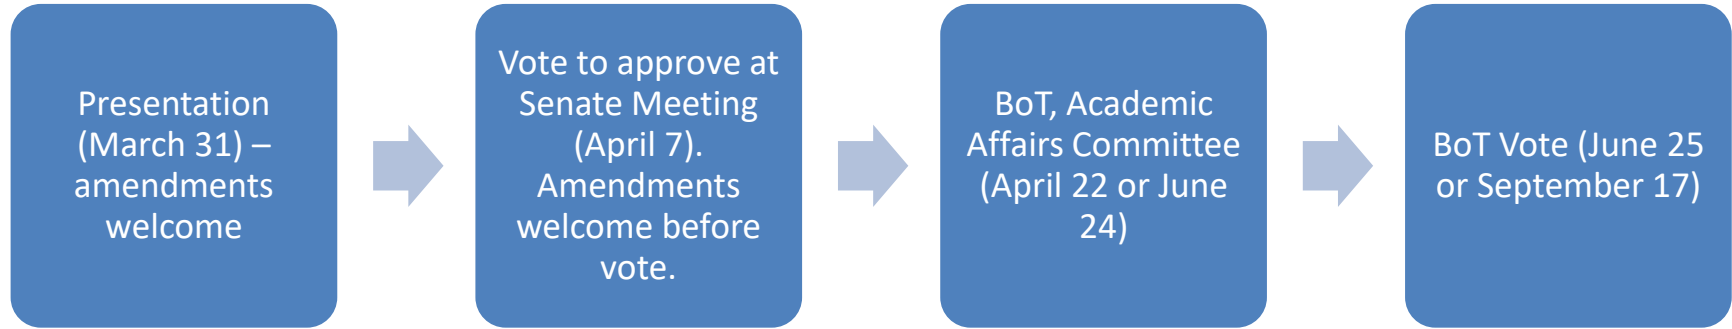 Presentation
(March 31) –
amendments
welcome
Vote to approve at
Senate Meeting
(April 7).
Amendments
welcome before
vote.
BoT, Academic
Affairs Committee
(April 22 or June
24)
BoT Vote (June 25
or September 17)